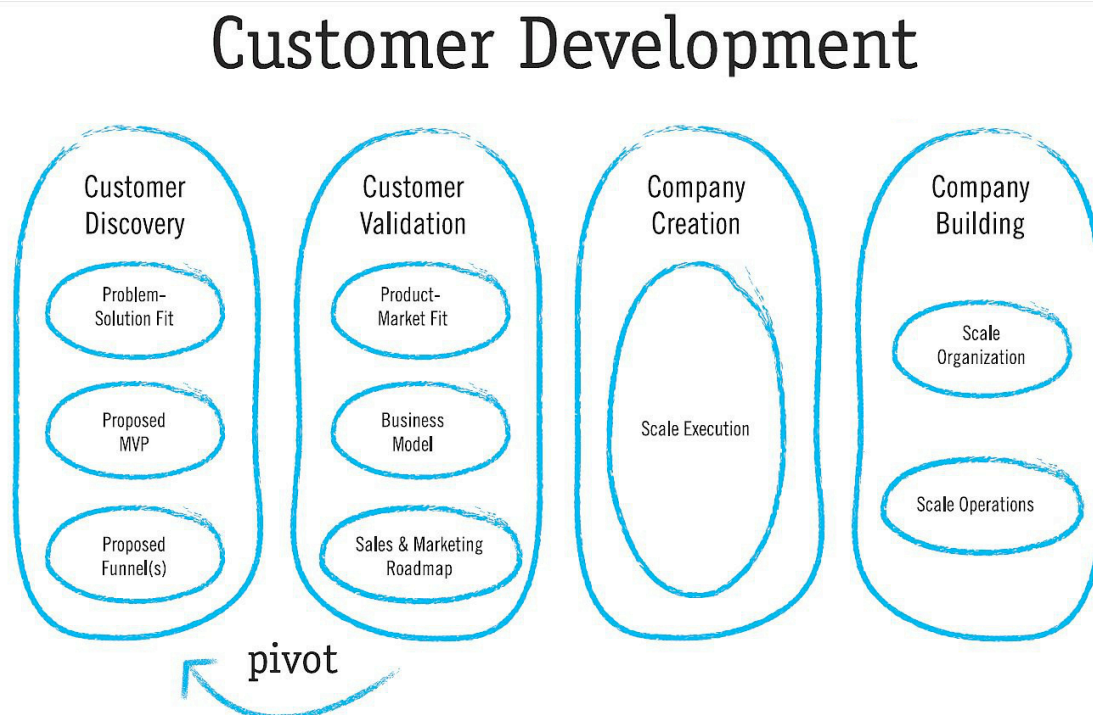 Customer Development
Customer
Discovery
Problem-
Solution Fit
Proposed
MVP
Proposed
Funnel(s)
Customer
Validation
Product-
Market Fit
Business
Model
Sales & Marketing
Roadmap
Company
Creation
Scale Execution
Company
Building
Scale
Organization
Scale Operations
pivot